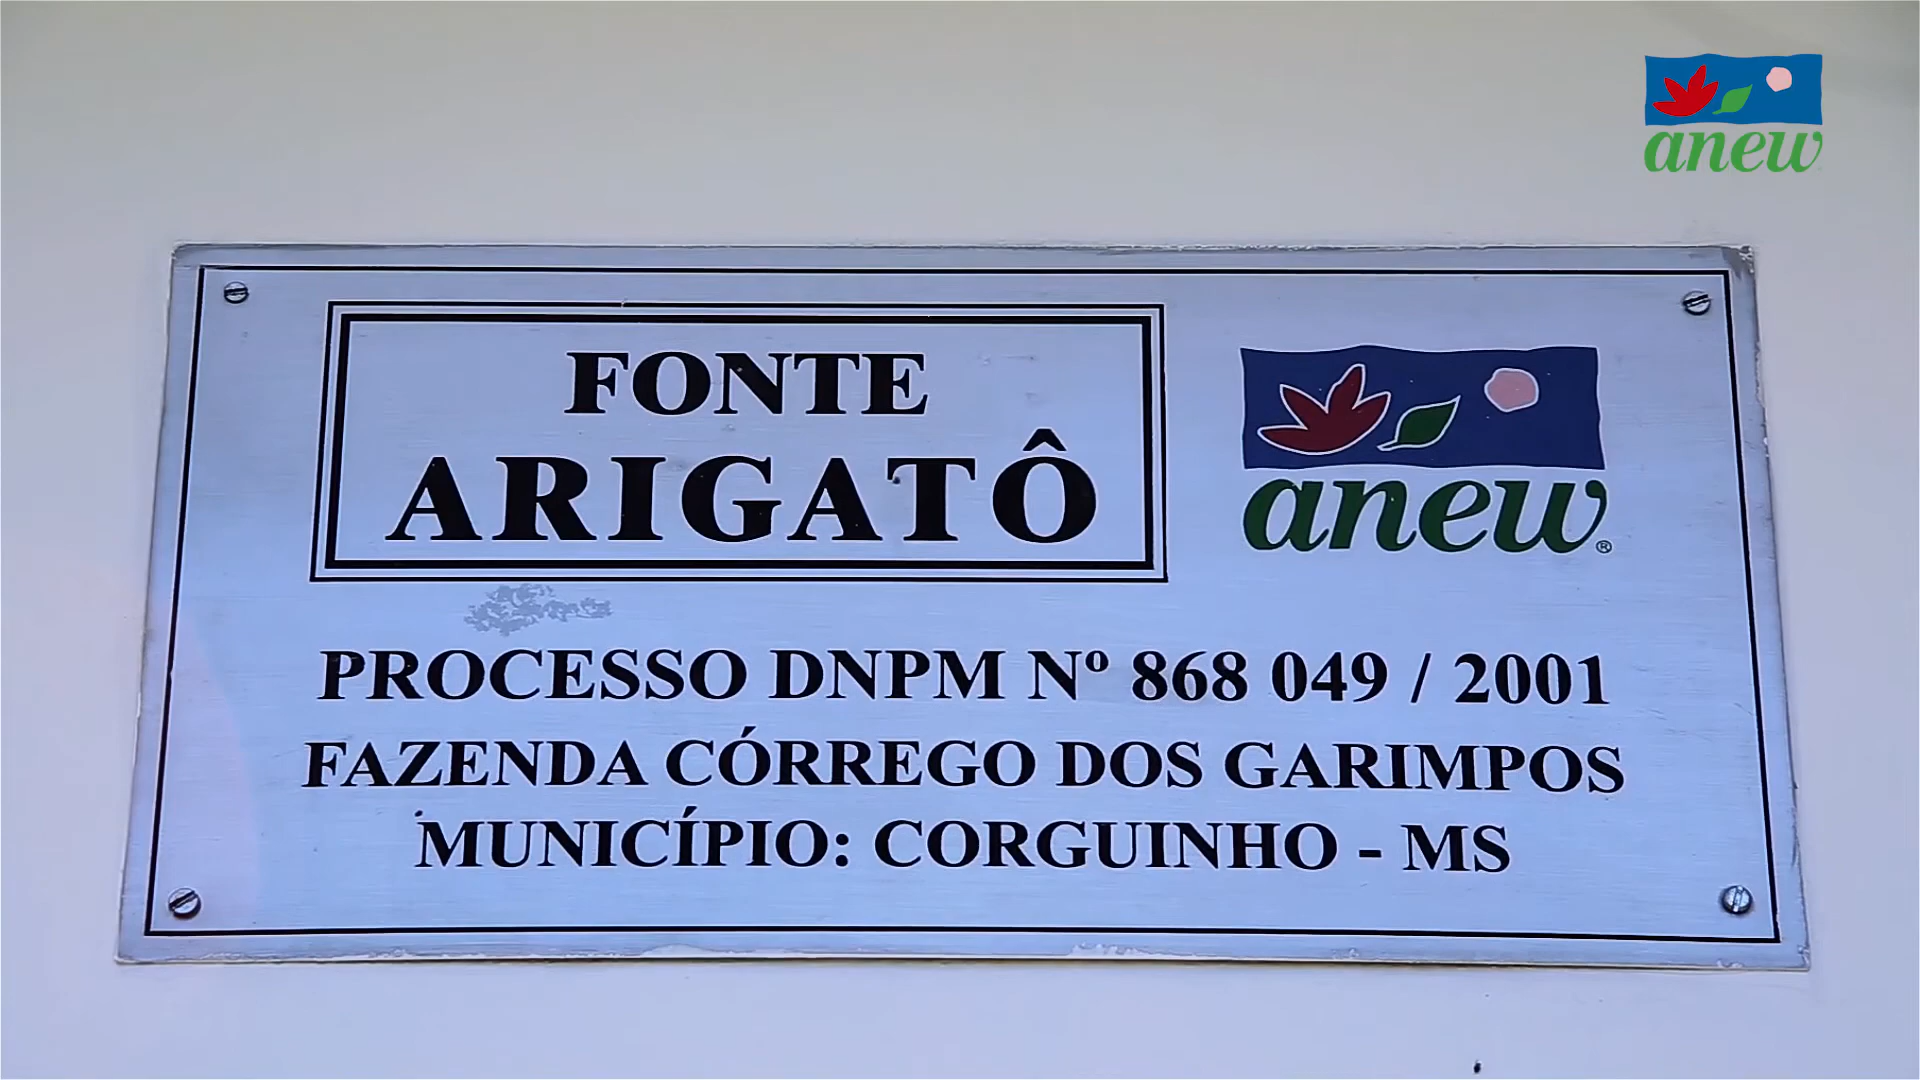 anew
FONTE
ARIGATÔ
anew®
PROCESSO DNPM Nº 868 049 / 2001
FAZENDA CÓRREGO DOS GARIMPOS
MUNICÍPIO: CORGUINHO - MS